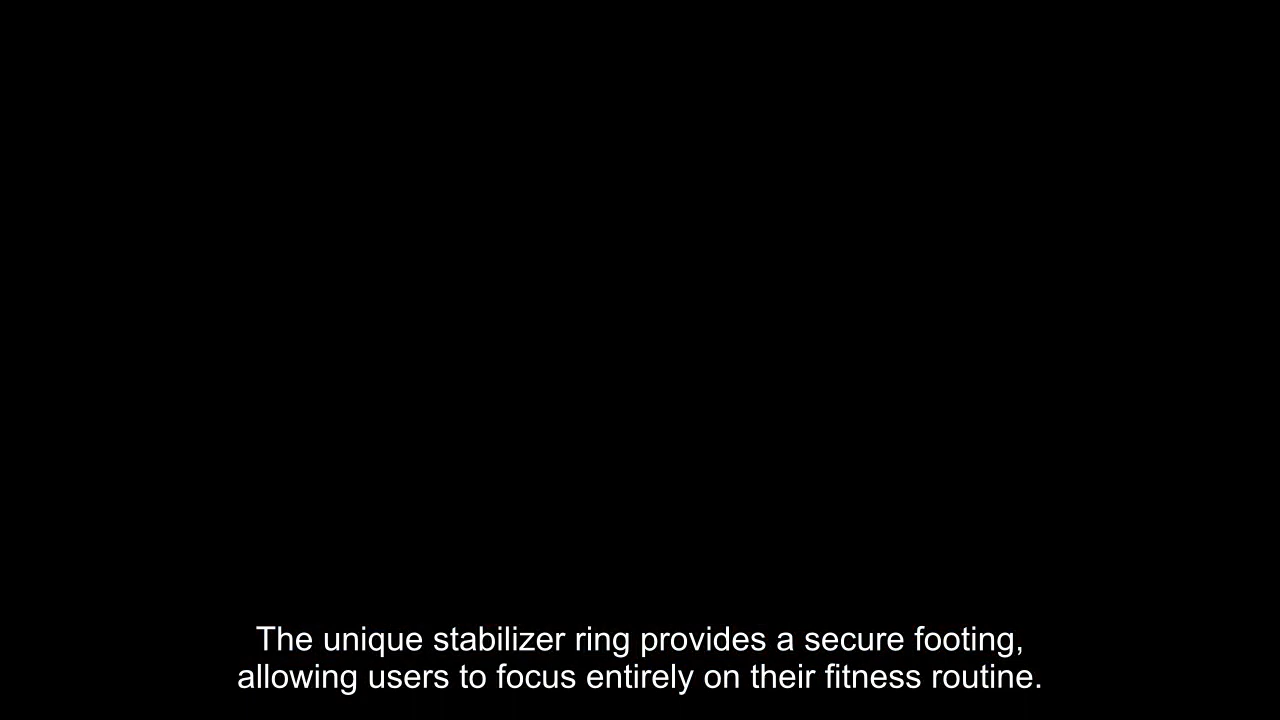 The unique stabilizer ring provides a secure footing,
allowing users to focus entirely on their fitness routine.